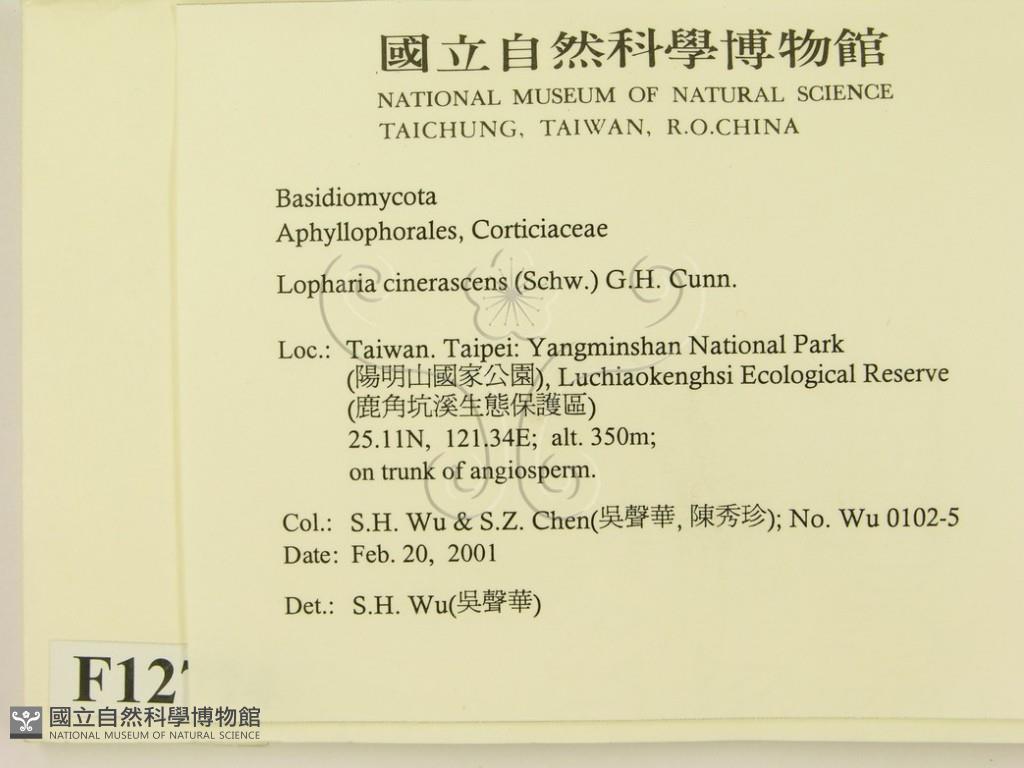 國立自然科學博物館
NATIONAL MUSEUM OF NATURAL SCIENCE
TAICHUNG, TAIWAN, R.O.CHINA
Basidiomycota
Aphyllophorales, Corticiaceae
Lopharia cinerascens (Schw.) G.H. Cunn.
Loc.: Taiwan. Taipei: Yangminshan National Park
(陽明山國家公園), Luchiaokenghsi Ecological Reserve
(鹿角坑溪生態保護區)
25.11N, 121.34E; alt. 350m;
on trunk of angiosperm.
Col.: S.H. Wu & S.Z. Chen(吳聲華, 陳秀珍); No. Wu 0102-5
Date: Feb. 20, 2001
Det.: S.H. Wu(吳聲華)
國立自然科學博物館
NATIONAL MUSEUM OF NATURAL SCIENCE